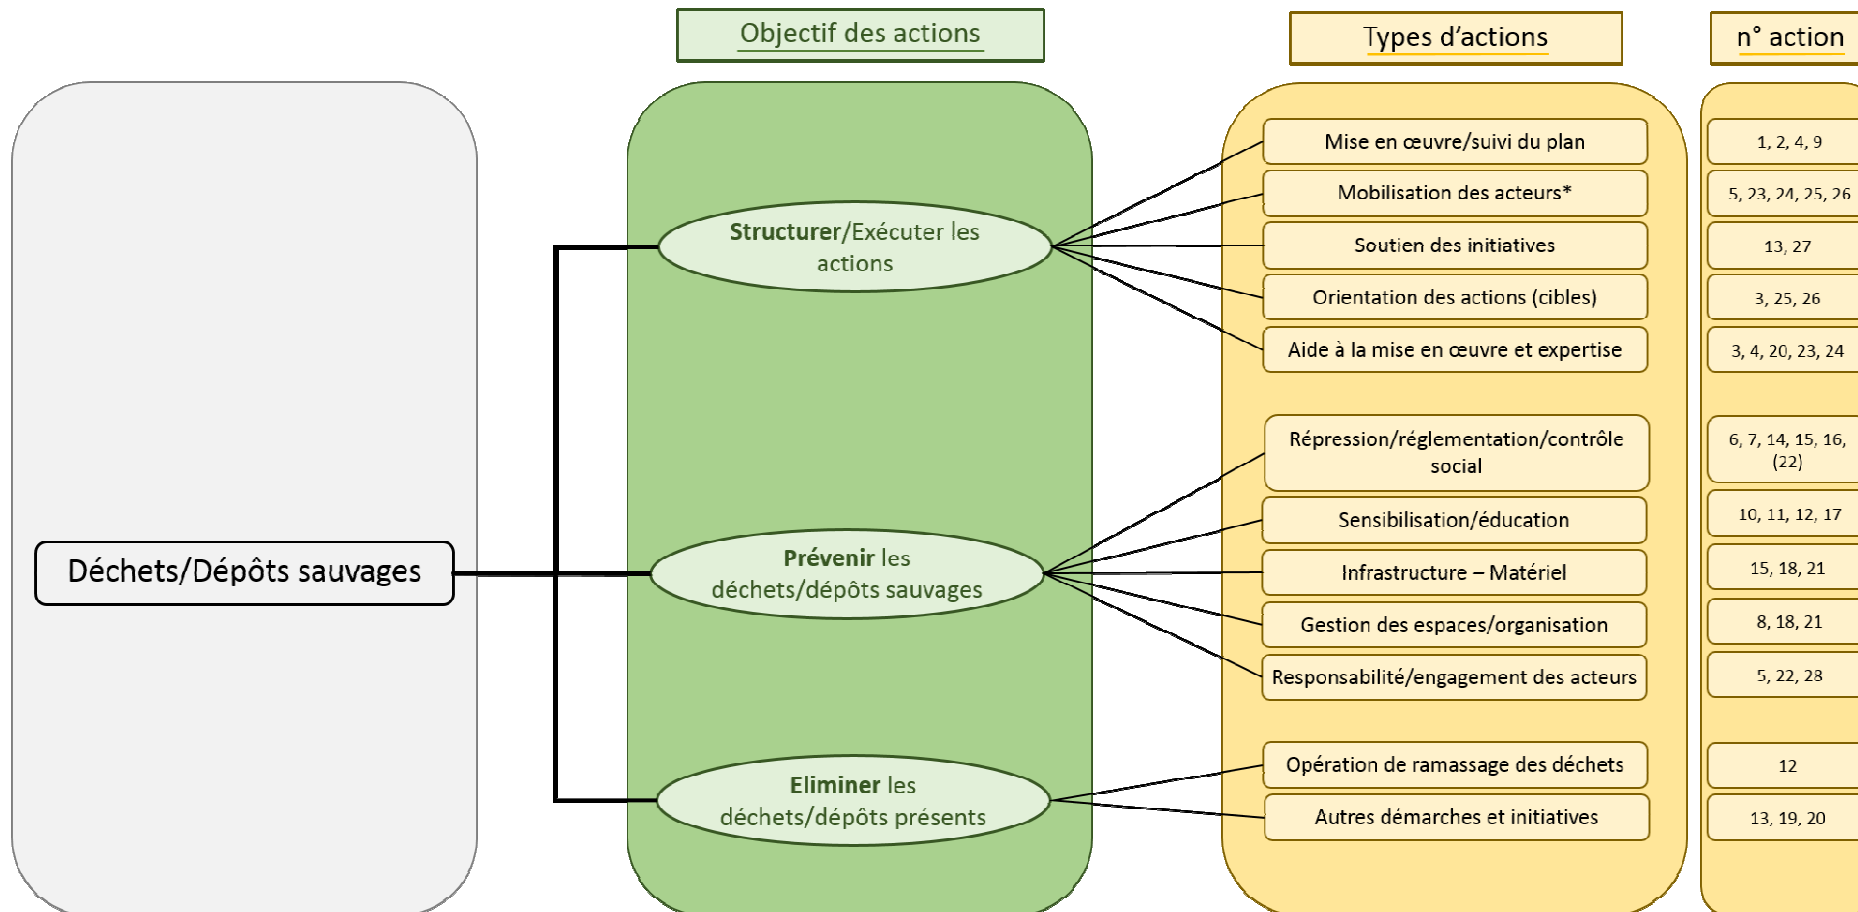 Objectif des actions
Types d'actions
n° action
Déchets/Dépôts sauvages
Structurer/Exécuter les
actions
Mise en œuvre/suivi du plan
1, 2, 4, 9
Mobilisation des acteurs*
5, 23, 24, 25, 26
Soutien des initiatives
13, 27
Orientation des actions (cibles)
3, 25, 26
Aide à la mise en œuvre et expertise
3, 4, 20, 23, 24
Prévenir les
déchets/dépôts sauvages
Répression/réglementation/contrôle
social
6, 7, 14, 15, 16,
(22)
Sensibilisation/éducation
10, 11, 12, 17
Infrastructure – Matériel
15, 18, 21
Gestion des espaces/organisation
8, 18, 21
Responsabilité/engagement des acteurs
5, 22, 28
Eliminer les
déchets/dépôts présents
Opération de ramassage des déchets
12
Autres démarches et initiatives
13, 19, 20